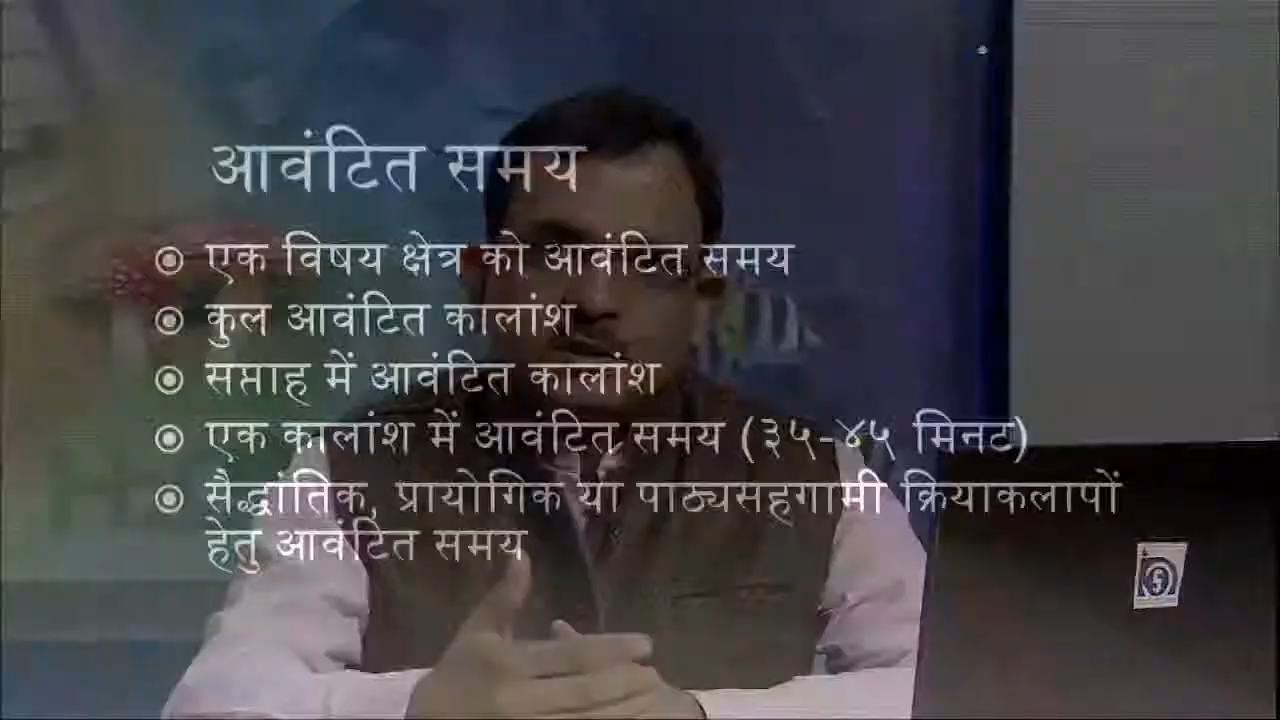 आवंटित समय
एक विषय क्षेत्र को आवंटित समय
कुल आवंटित कालांश
सप्ताह में आवंटित कालांश
एक कालांश में आवंटित समय (३५-४५ मिनट)
सैद्धांतिक, प्रायोगिक या पाठ्यसहगामी क्रियाकलापों
हेतु आवंटित समय